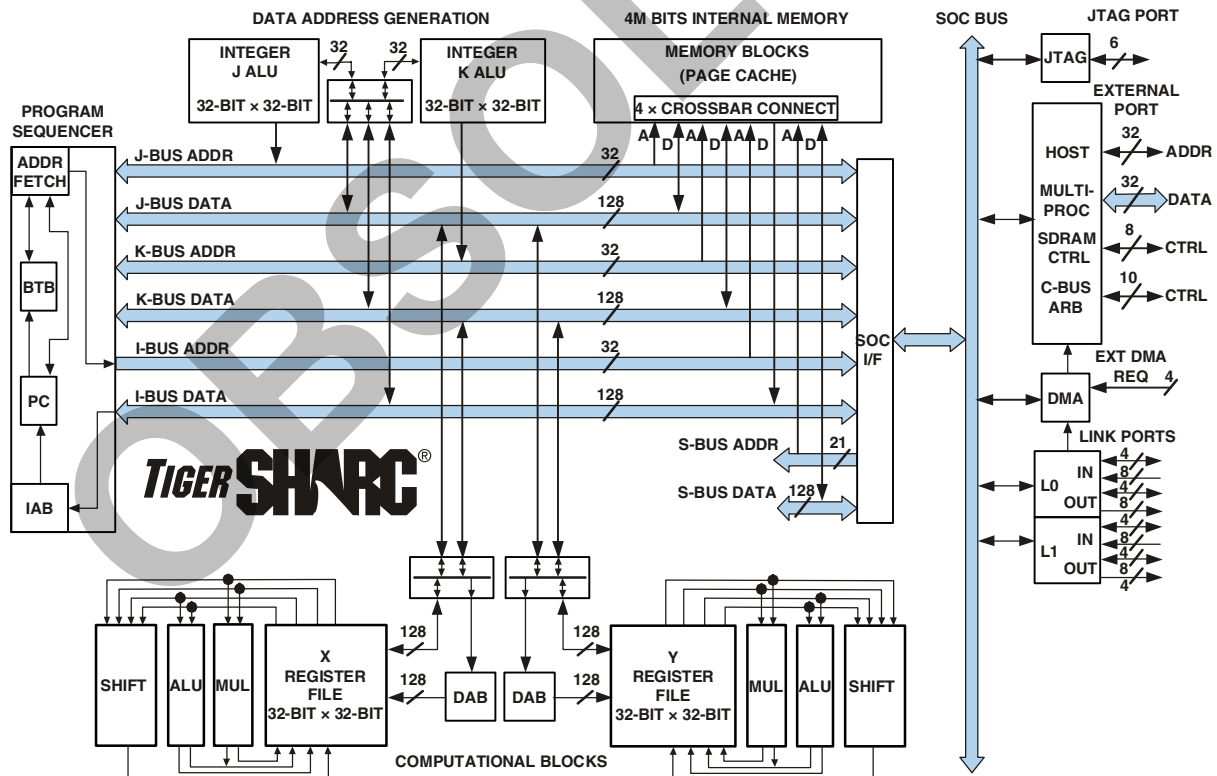 DATA ADDRESS GENERATION
4M BITS INTERNAL MEMORY
SOC BUS
JTAG PORT
INTEGER
J ALU
32-BIT × 32-BIT
32
32
INTEGER
K ALU
32-BIT × 32-BIT
MEMORY BLOCKS
(PAGE CACHE)
4 × CROSSBAR CONNECT
A D A D A D A D
JTAG
6
PROGRAM
SEQUENCER
ADDR
FETCH
BTB
PC
IAB
J-BUS ADDR
32
J-BUS DATA
128
K-BUS ADDR
32
K-BUS DATA
128
I-BUS ADDR
32
I-BUS DATA
128
S-BUS ADDR
21
S-BUS DATA
128
SOC
I/F
EXTERNAL
PORT
HOST
32
ADDR
MULTI-
PROC
32
DATA
SDRAM
CTRL
8
CTRL
C-BUS
ARB
10
CTRL
EXT DMA
REQ
4
DMA
LINK PORTS
L0
IN
OUT
4
8
4
8
L1
IN
OUT
4
8
4
8
4
TIGER SHARC®
OBSOLE
SHIFT
ALU
MUL
X
REGISTER
FILE
32-BIT × 32-BIT
128
128
DAB
DAB
128
128
Y
REGISTER
FILE
32-BIT × 32-BIT
MUL
ALU
SHIFT
COMPUTATIONAL BLOCKS